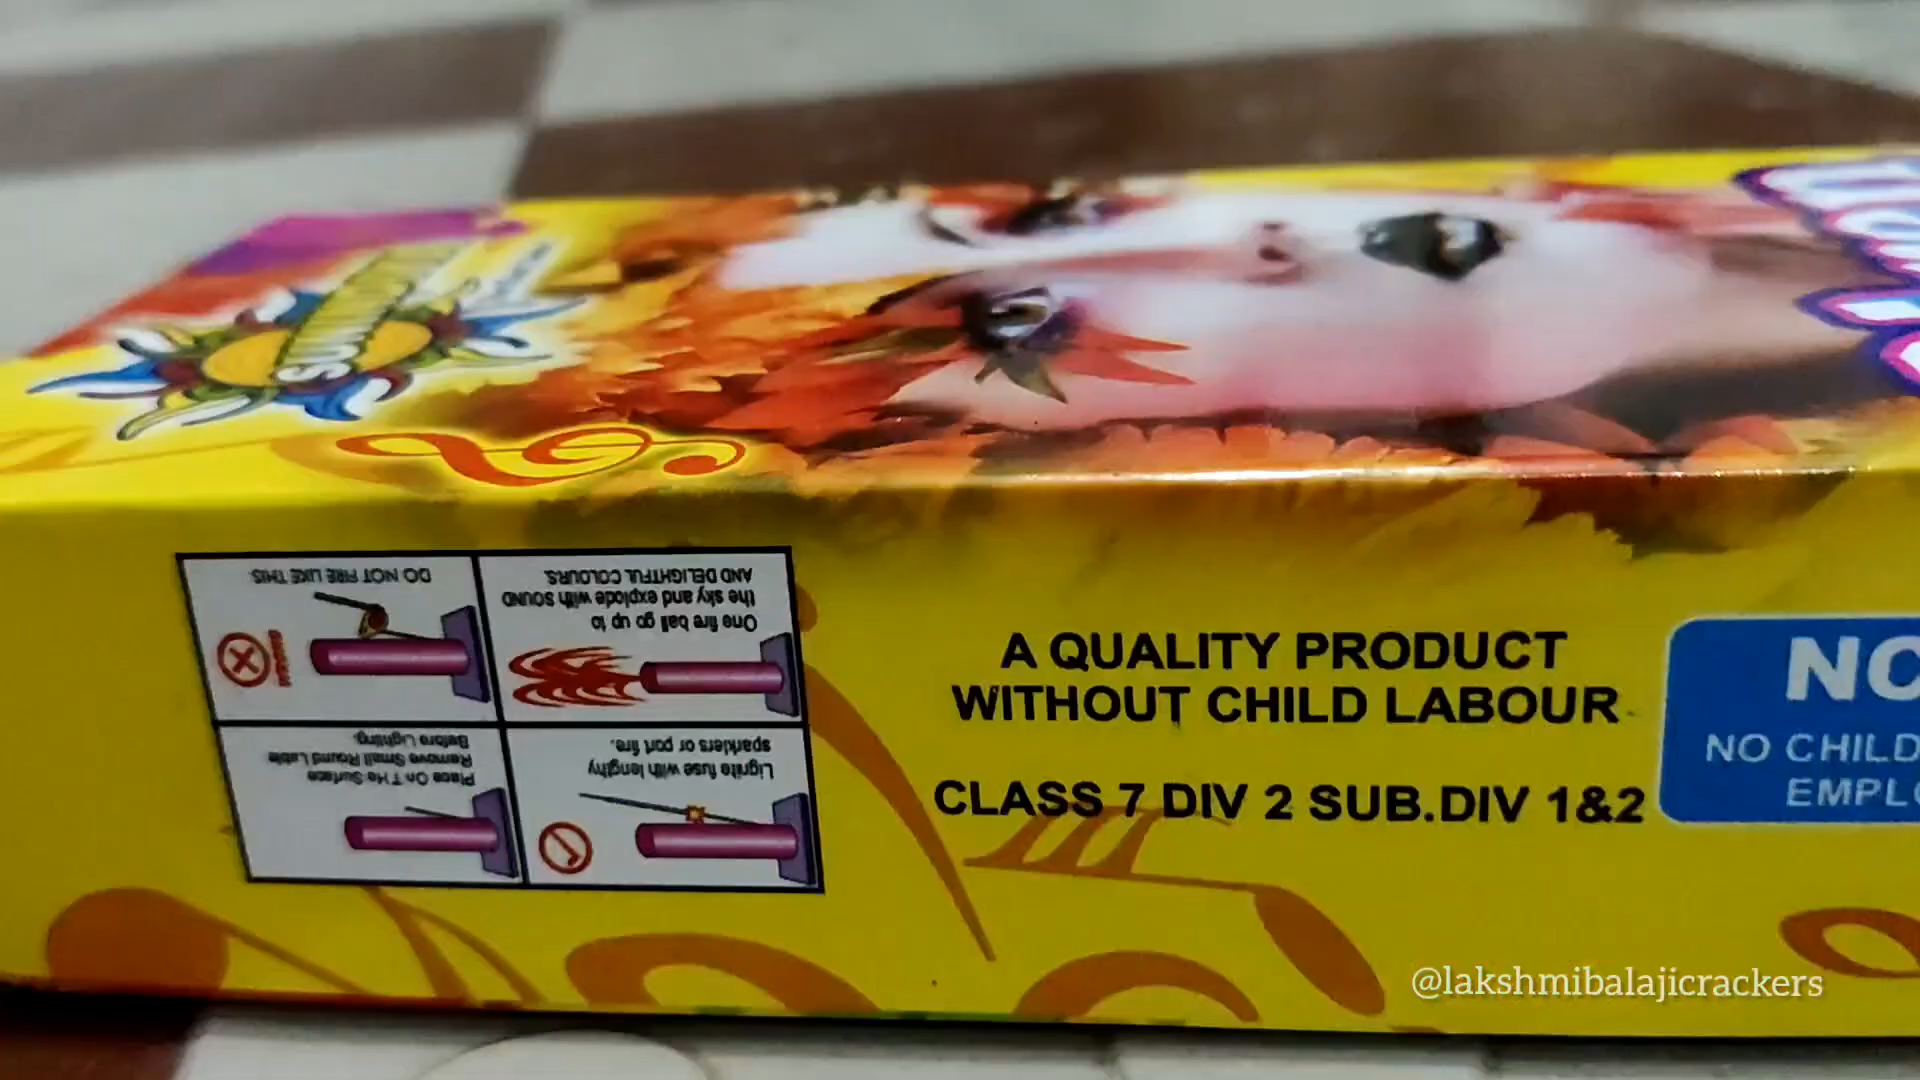 SUN
DO NOT FIRE LIKE THIS
One fire ball go up to
the sky and explode with SOUND
AND DELIGHTFUL COLOURS.
Place On THe Surface
Remove Small Round Lable
Before Lighting.
Lignite fuse with lengthy
sparklers or port fire.
A QUALITY PRODUCT
WITHOUT CHILD LABOUR
CLASS 7 DIV 2 SUB.DIV 1&2
NO CHILD
@lakshmibalajicrackers